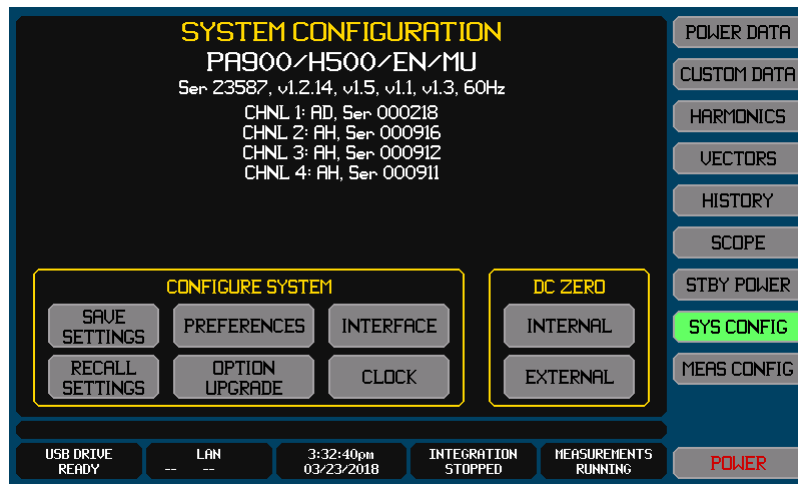 SYSTEM CONFIGURATION
PA900/H500/EN/MU
Ser 23587, v1.2.14, v1.5, v1.1, v1.3, 60Hz
CHNL 1: AD, Ser 000218
CHNL 2: AH, Ser 000916
CHNL 3: AH, Ser 000912
CHNL 4: AH, Ser 000911
CONFIGURE SYSTEM
SAVE
SETTINGS
PREFERENCES
INTERFACE
RECALL
SETTINGS
OPTION
UPGRADE
CLOCK
DC ZERO
INTERNAL
EXTERNAL
POWER DATA
CUSTOM DATA
HARMONICS
VECTORS
HISTORY
SCOPE
STBY POWER
SYS CONFIG
MEAS CONFIG
USB DRIVE
READY
LAN
-- --
3:32:40pm
03/23/2018
INTEGRATION
STOPPED
MEASUREMENTS
RUNNING
POWER